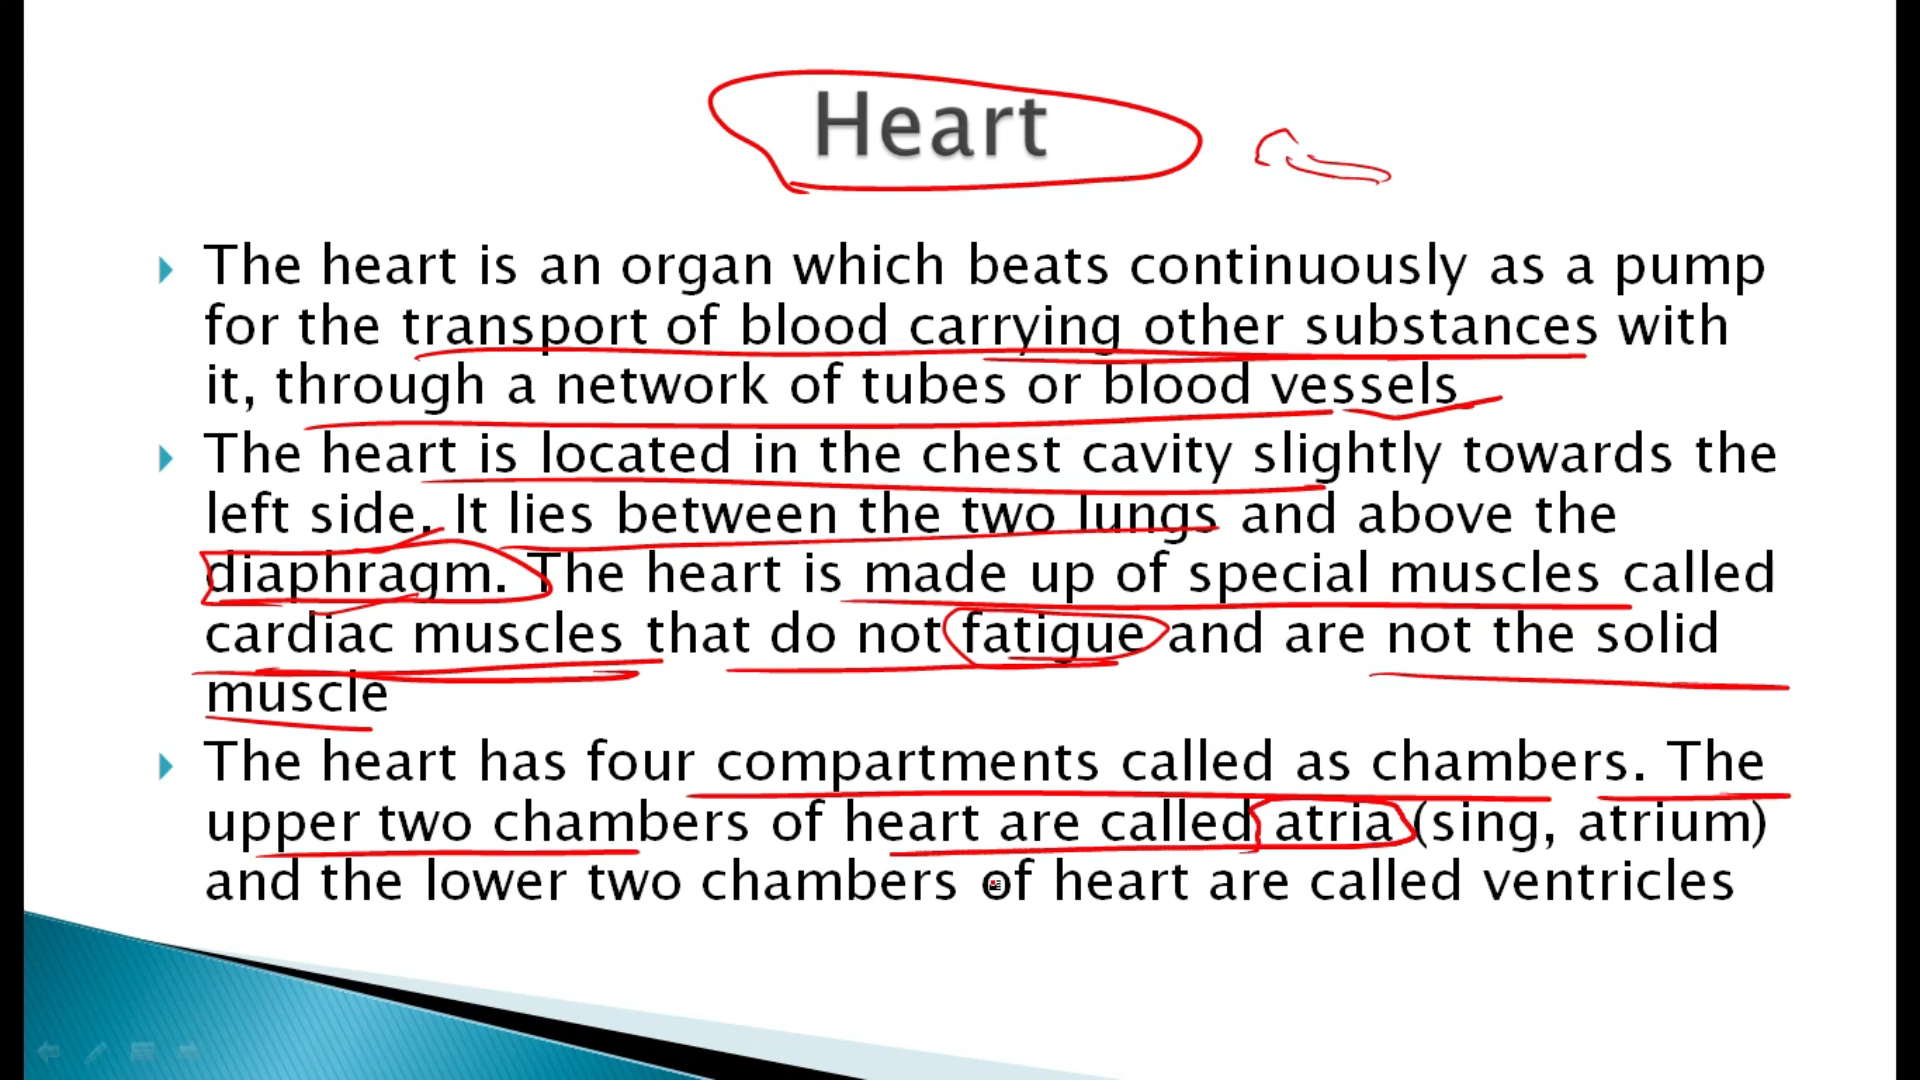 Heart
The heart is an organ which beats continuously as a pump
for the transport of blood carrying other substances with
it, through a network of tubes or blood vessels
The heart is located in the chest cavity slightly towards the
left side. It lies between the two lungs and above the
diaphragm. The heart is made up of special muscles called
cardiac muscles that do not fatigue and are not the solid
muscle
The heart has four compartments called as chambers. The
upper two chambers of heart are called atria (sing, atrium)
and the lower two chambers of heart are called ventricles